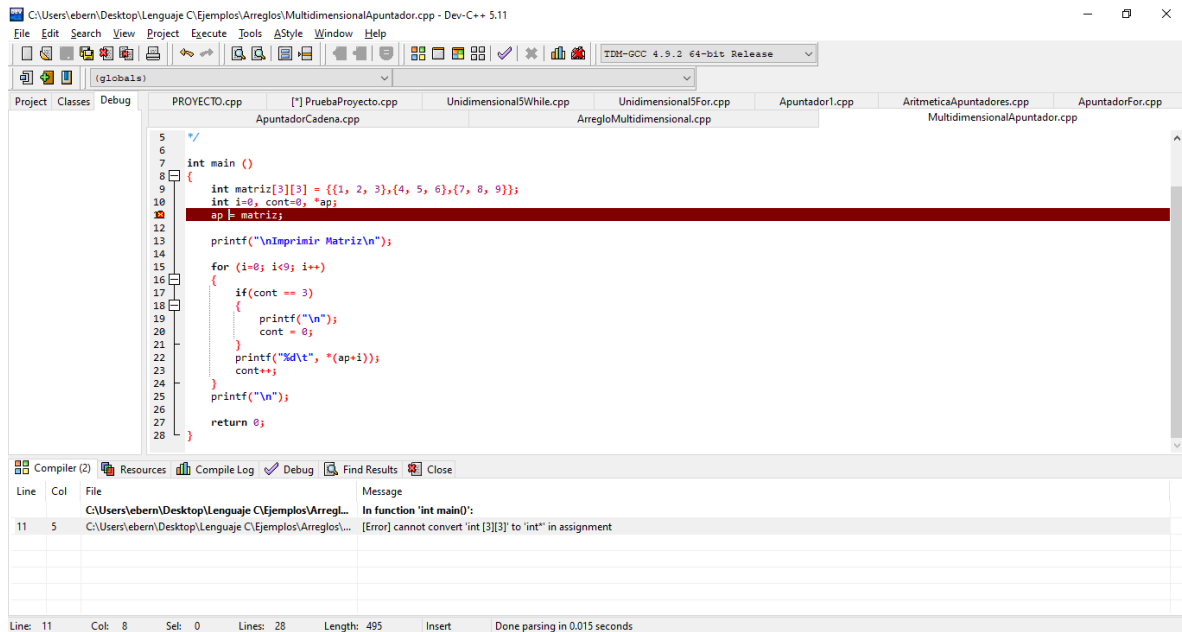 C:\Users\ebern\Desktop\Lenguaje C\Ejemplos\Arreglos\MultidimensionalApuntador.cpp - Dev-C++ 5.11
File Edit Search View Project Execute Tools AStyle Window Help
TDM-GCC 4.9.2 64-bit Release
(globals)
Project Classes Debug PROYECTO.cpp [*] PruebaProyecto.cpp Unidimensional5While.cpp Unidimensional5For.cpp Apuntador1.cpp AritmeticaApuntadores.cpp ApuntadorFor.cpp
ApuntadorCadena.cpp ArregloMultidimensional.cpp MultidimensionalApuntador.cpp
5 */
6
7 int main ()
8 {
9 int matriz[3][3] = {{1, 2, 3},{4, 5, 6},{7, 8, 9}};
10 int i=0, cont=0, *ap;
ap = matriz;
12
13 printf("\nImprimir Matriz\n");
14
15 for (i=0; i<9; i++)
16 {
17 if(cont == 3)
18 {
19 printf("\n");
20 cont = 0;
21 }
22 printf("%d\t", *(ap+i));
23 cont++;
24 }
25 printf("\n");
26
27 return 0;
28 }
Compiler (2) Resources Compile Log Debug Find Results Close
Line Col File Message
C:\Users\ebern\Desktop\Lenguaje C\Ejemplos\Arregl... In function 'int main()':
11 5 C:\Users\ebern\Desktop\Lenguaje C\Ejemplos\Arreglos\... [Error] cannot convert 'int [3][3]' to 'int*' in assignment
Line: 11 Col: 8 Sel: 0 Lines: 28 Length: 495 Insert Done parsing in 0.015 seconds